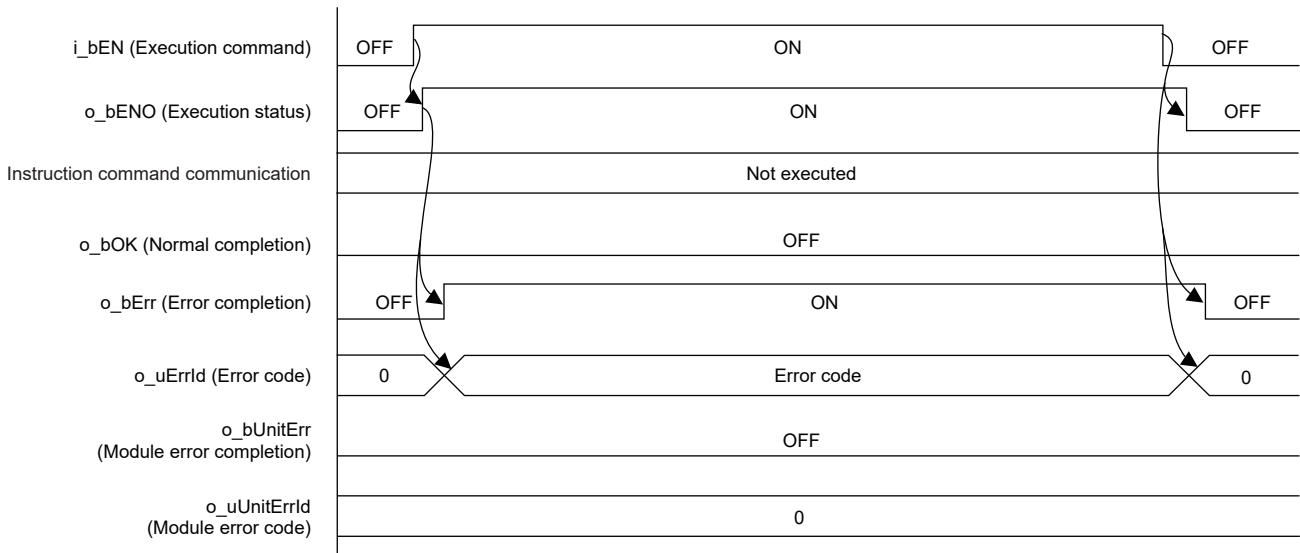 i_bEN (Execution command) OFF ON OFF
o_bENO (Execution status) OFF ON OFF
Instruction command communication Not executed
o_bOK (Normal completion) OFF
o_bErr (Error completion) OFF ON OFF
o_uErrId (Error code) 0 Error code 0
o_bUnitErr
(Module error completion) OFF
o_uUnitErrId
(Module error code) 0